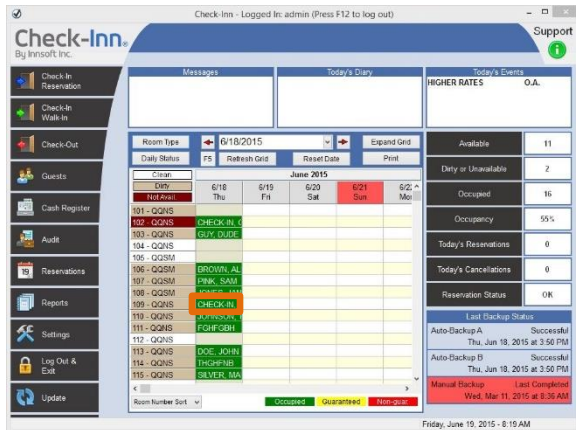 Check-Inn - Logged In: admin (Press F12 to log out)
Check-Inn®
By Innsoft Inc.
Support
Check-In
Reservation
Check-In
Walk-In
Check-Out
Guests
Cash Register
Audit
19
Reservations
Reports
Settings
Log Out &
Exit
Update
Messages
Today's Diary
Today's Events
HIGHER RATES O.A.
Room Type 6/18/2015 Expand Grid
Daily Status F5 Refresh Grid Reset Date Print
Clean June 2015
Dirty 6/18 6/19 6/20 6/21 6/22
Not Avail. Thu Fri Sat Sun Mon
101 - QQNS
102 - QQNS CHECK-IN, C
103 - QQNS GUY, DUDE
104 - QQNS
105 - QQSM
106 - QQSM BROWN, AL
107 - QQSM PINK, SAM
108 - QQSM
109 - QQNS CHECK-IN,
110 - QQNS JOHNSON,
111 - QQNS FGHFGBH
112 - QQNS
113 - QQNS DOE, JOHN
114 - QQNS THGHFNB
115 - QQNS SILVER, MA
Room Number Sort Occupied Guaranteed Non-guar.
Available 11
Dirty or Unavailable 2
Occupied 16
Occupancy 55%
Today's Reservations 0
Today's Cancellations 0
Reservation Status OK
Last Backup Status
Auto-Backup A Successful
Thu, Jun 18, 2015 at 3:50 PM
Auto-Backup B Successful
Thu, Jun 18, 2015 at 3:50 PM
Manual Backup Last Completed
Wed, Mar 11, 2015 at 8:36 AM
Friday, June 19, 2015 - 8:19 AM